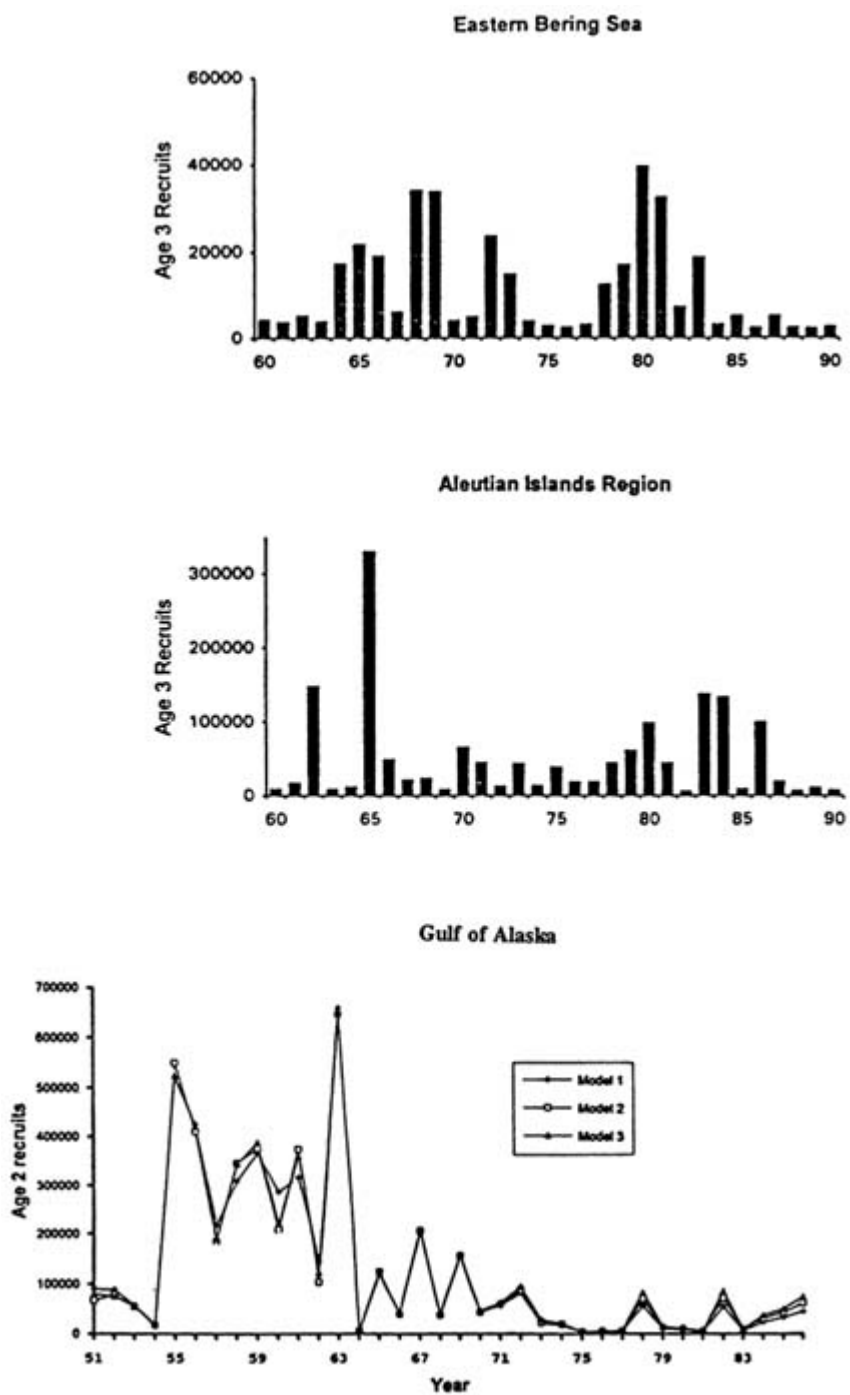 Eastern Bering Sea
60000
40000
20000
0
Age 3 Recruits
60 65 70 75 80 85 90
Aleutian Islands Region
300000
200000
100000
0
Age 3 Recruits
60 65 70 75 80 85 90
Gulf of Alaska
700000
600000
500000
400000
300000
200000
100000
0
Age 2 recruits
Model 1
Model 2
Model 3
51 55 59 63 67 71 75 79 83
Year